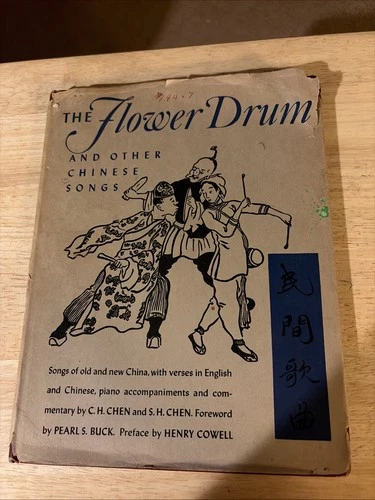 THE Flower Drum
AND OTHER
CHINESE
SONGS
民
間
歌
曲
Songs of old and new China, with verses in English
and Chinese, piano accompaniments and com-
mentary by C. H. CHEN and S. H. CHEN. Foreword
by PEARL S. BUCK. Preface by HENRY COWELL